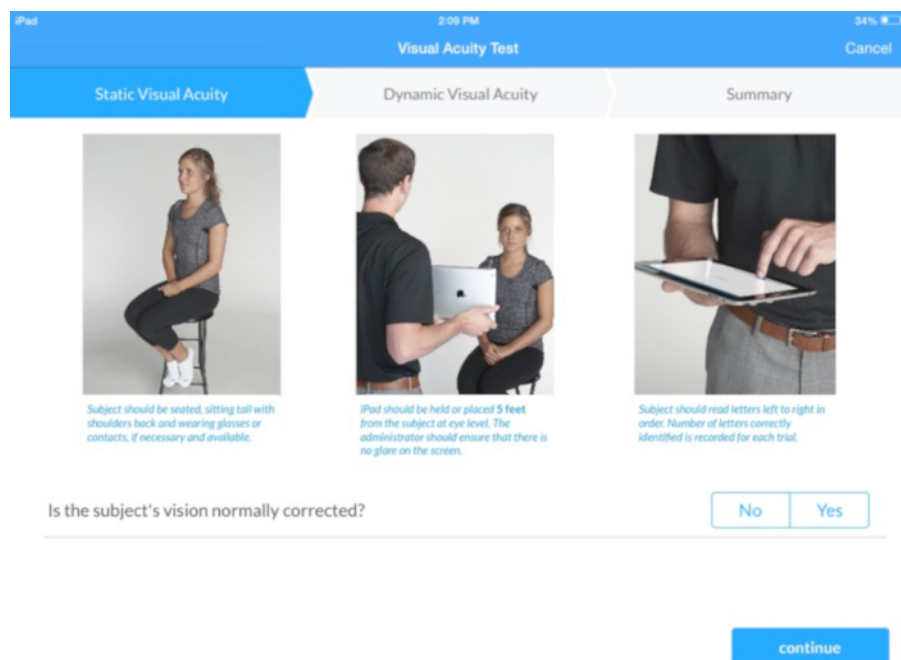 iPad
2:09 PM
34%
Visual Acuity Test
Cancel
Static Visual Acuity
Dynamic Visual Acuity
Summary
Subject should be seated, sitting tall with
shoulders back and wearing glasses or
contacts, if necessary and available.
iPad should be held or placed 5 feet
from the subject at eye level. The
administrator should ensure that there is
no glare on the screen.
Subject should read letters left to right in
order. Number of letters correctly
identified is recorded for each trial.
Is the subject's vision normally corrected?
No
Yes
continue